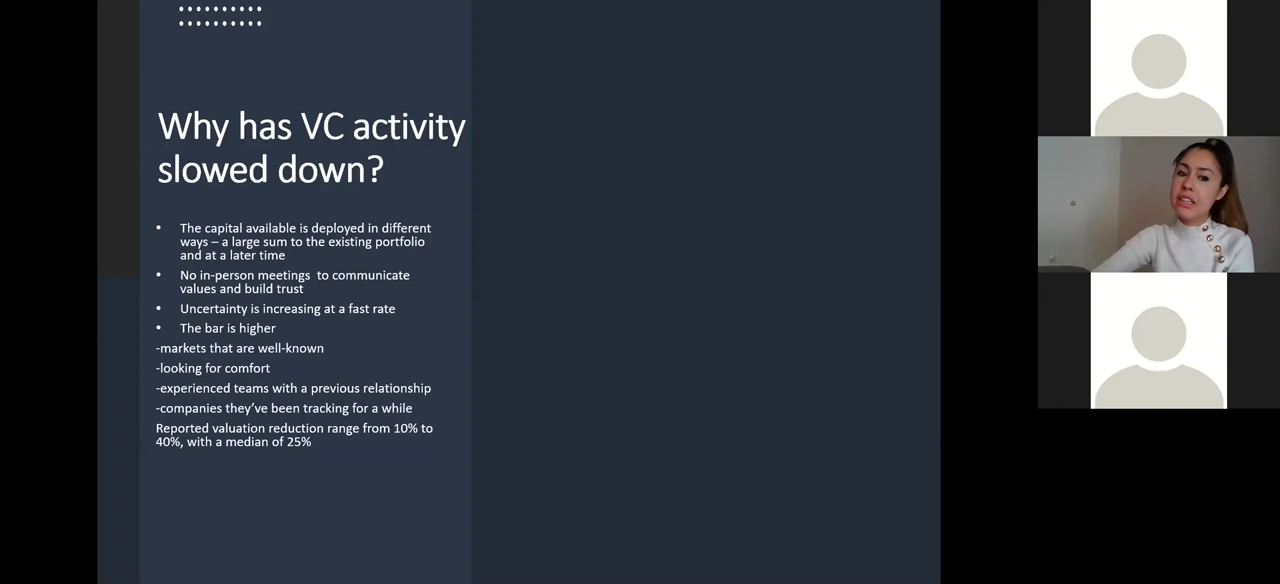 Why has VC activity
slowed down?
• The capital available is deployed in different
ways – a large sum to the existing portfolio
and at a later time
• No in-person meetings  to communicate
values and build trust
• Uncertainty is increasing at a fast rate
• The bar is higher
-markets that are well-known
-looking for comfort
-experienced teams with a previous relationship
-companies they’ve been tracking for a while
Reported valuation reduction range from 10% to
40%, with a median of 25%